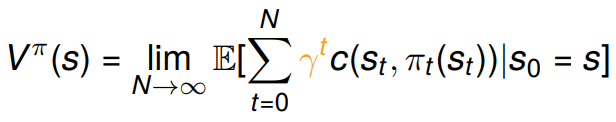 V^π(s) = lim_{N→∞} 𝔼[∑_{t=0}^{N} γ^t c(s_t, π_t(s_t))|s_0 = s]